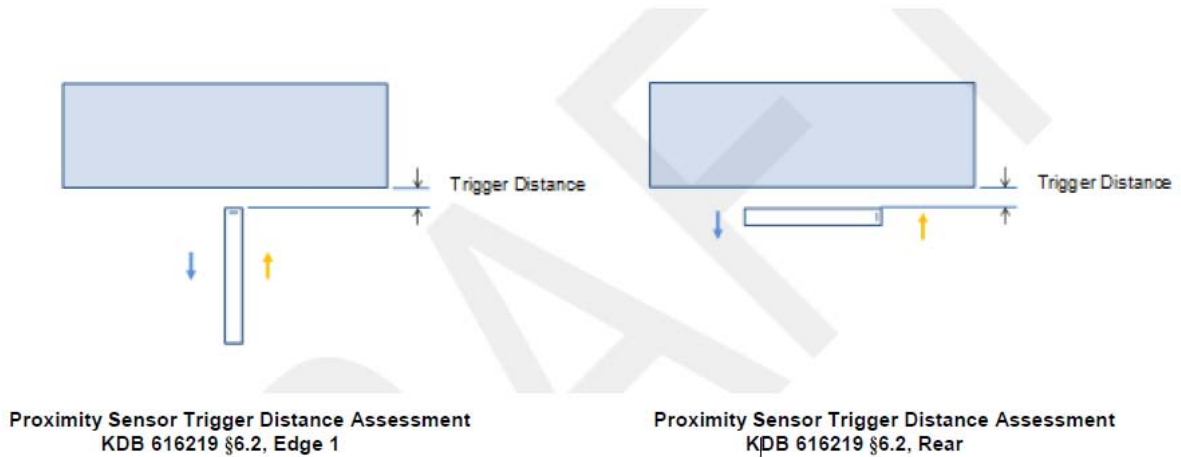 Trigger Distance
Trigger Distance
Proximity Sensor Trigger Distance Assessment
KDB 616219 §6.2, Edge 1
Proximity Sensor Trigger Distance Assessment
KDB 616219 §6.2, Rear